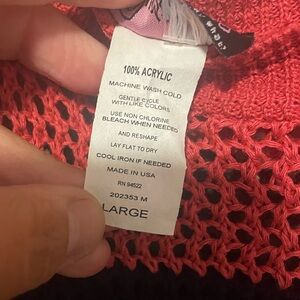 what?
100% ACRYLIC
MACHINE WASH COLD
GENTLE CYCLE
WITH LIKE COLORS
USE NON CHLORINE
BLEACH WHEN NEEDED
AND RESHAPE
LAY FLAT TO DRY
COOL IRON IF NEEDED
MADE IN USA
RN 94522
202353 M
LARGE